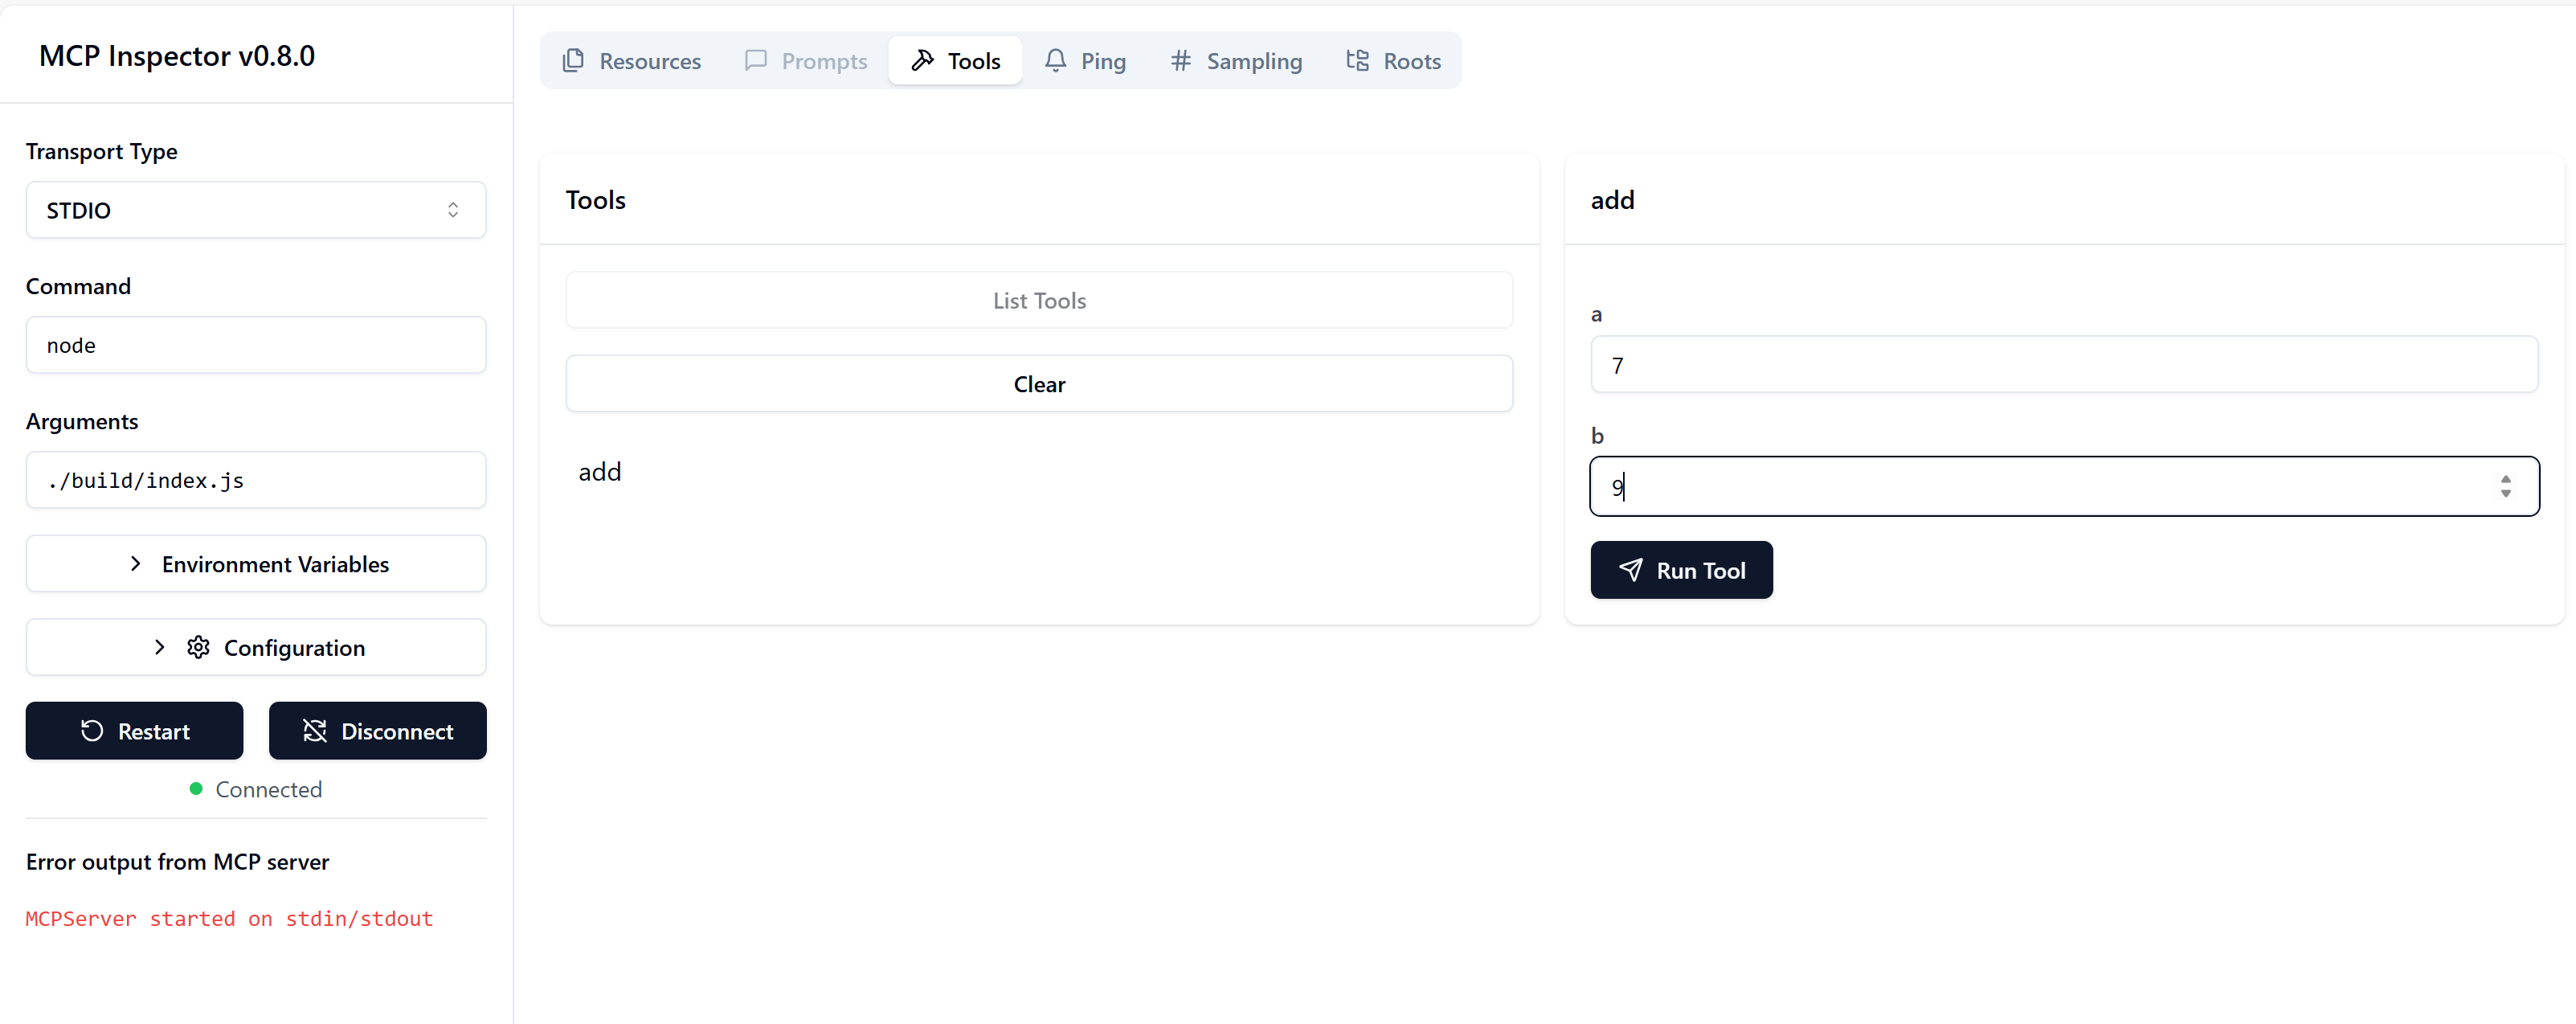 MCP Inspector v0.8.0
Transport Type
STDIO
Command
node
Arguments
./build/index.js
Environment Variables
Configuration
Restart
Disconnect
Connected
Error output from MCP server
MCPServer started on stdin/stdout
Resources
Prompts
Tools
Ping
Sampling
Roots
Tools
List Tools
Clear
add
add
a
7
b
9
Run Tool